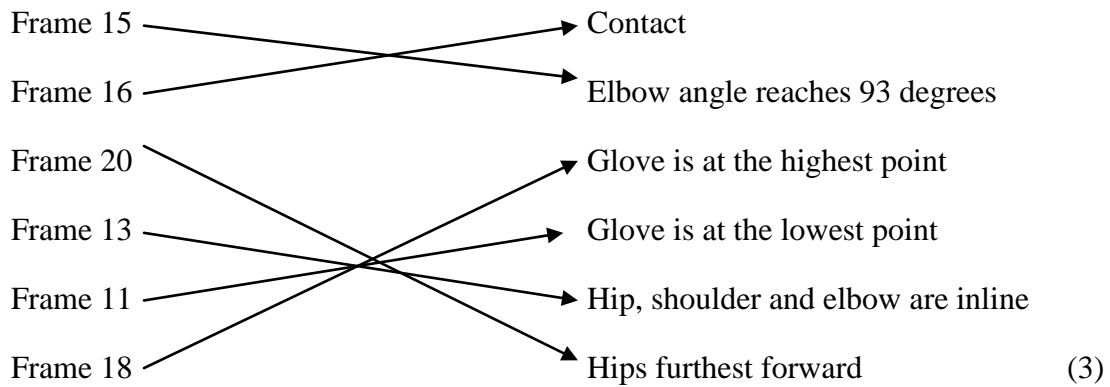 Frame 15 Contact
Frame 16 Elbow angle reaches 93 degrees
Frame 20 Glove is at the highest point
Frame 13 Glove is at the lowest point
Frame 11 Hip, shoulder and elbow are inline
Frame 18 Hips furthest forward (3)